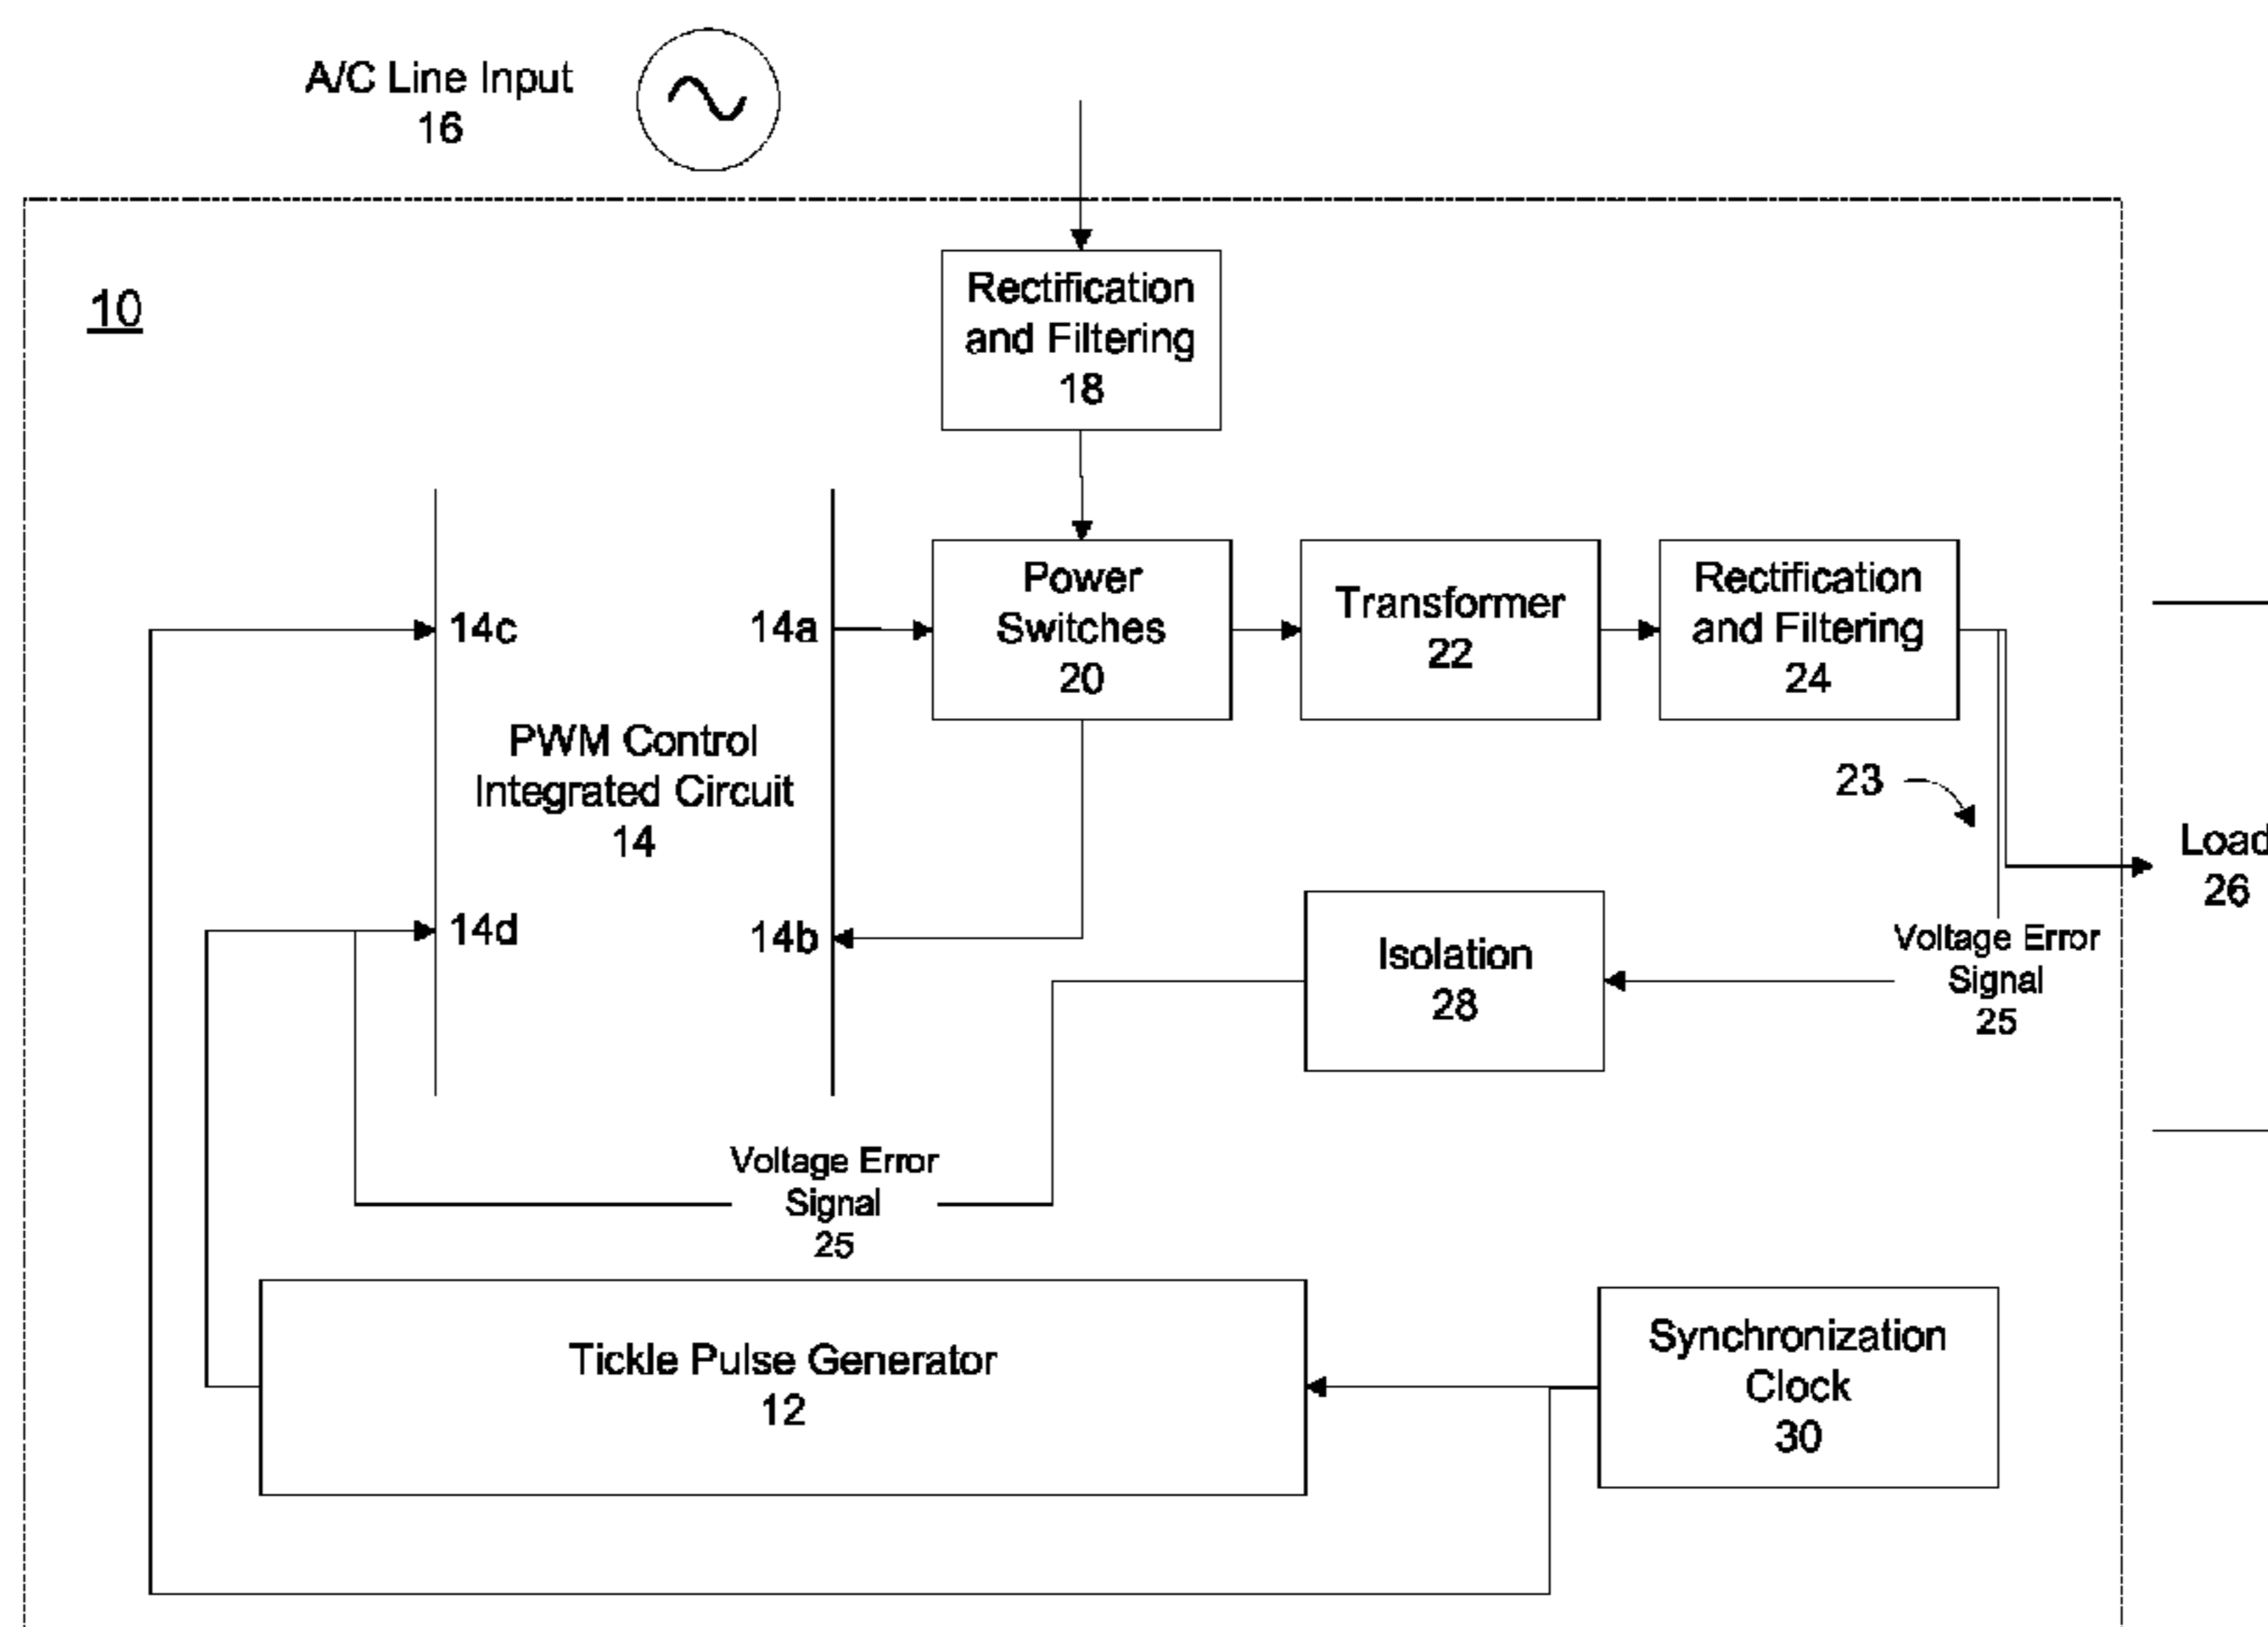 A/C Line Input
16
10
Rectification
and Filtering
18
14c
14a
Power
Switches
20
Transformer
22
Rectification
and Filtering
24
PWM Control
Integrated Circuit
14
23
Load
26
14d
14b
Isolation
28
Voltage Error
Signal
25
Voltage Error
Signal
25
Tickle Pulse Generator
12
Synchronization
Clock
30